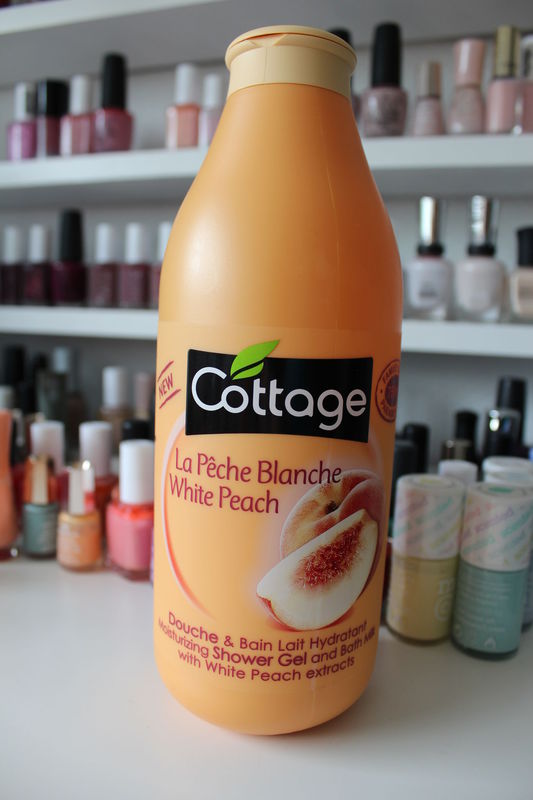 NEW
Cottage
La Pêche Blanche
White Peach
Douche & Bain Lait Hydratant
Moisturizing Shower Gel and Bath Milk
with White Peach extracts